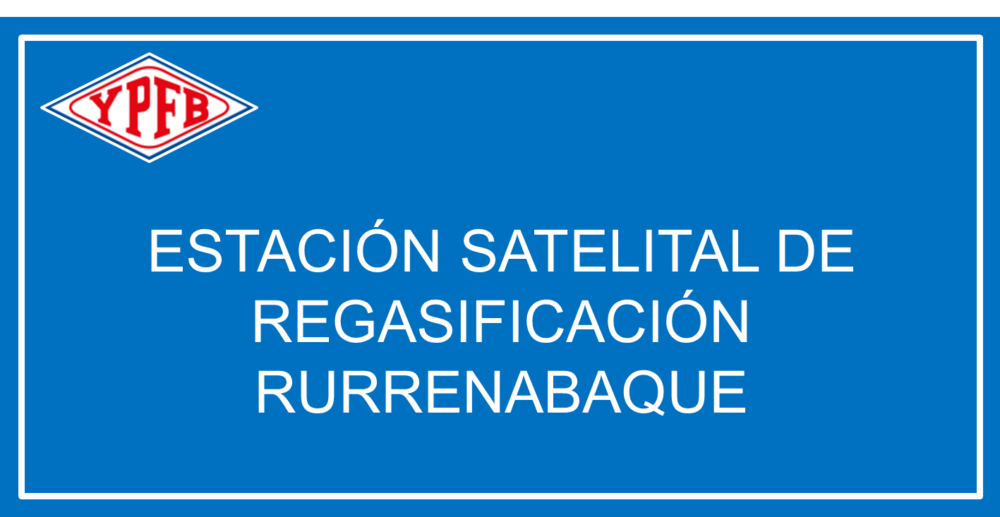 YPFB
ESTACIÓN SATELITAL DE
REGASIFICACIÓN
RURRENABAQUE